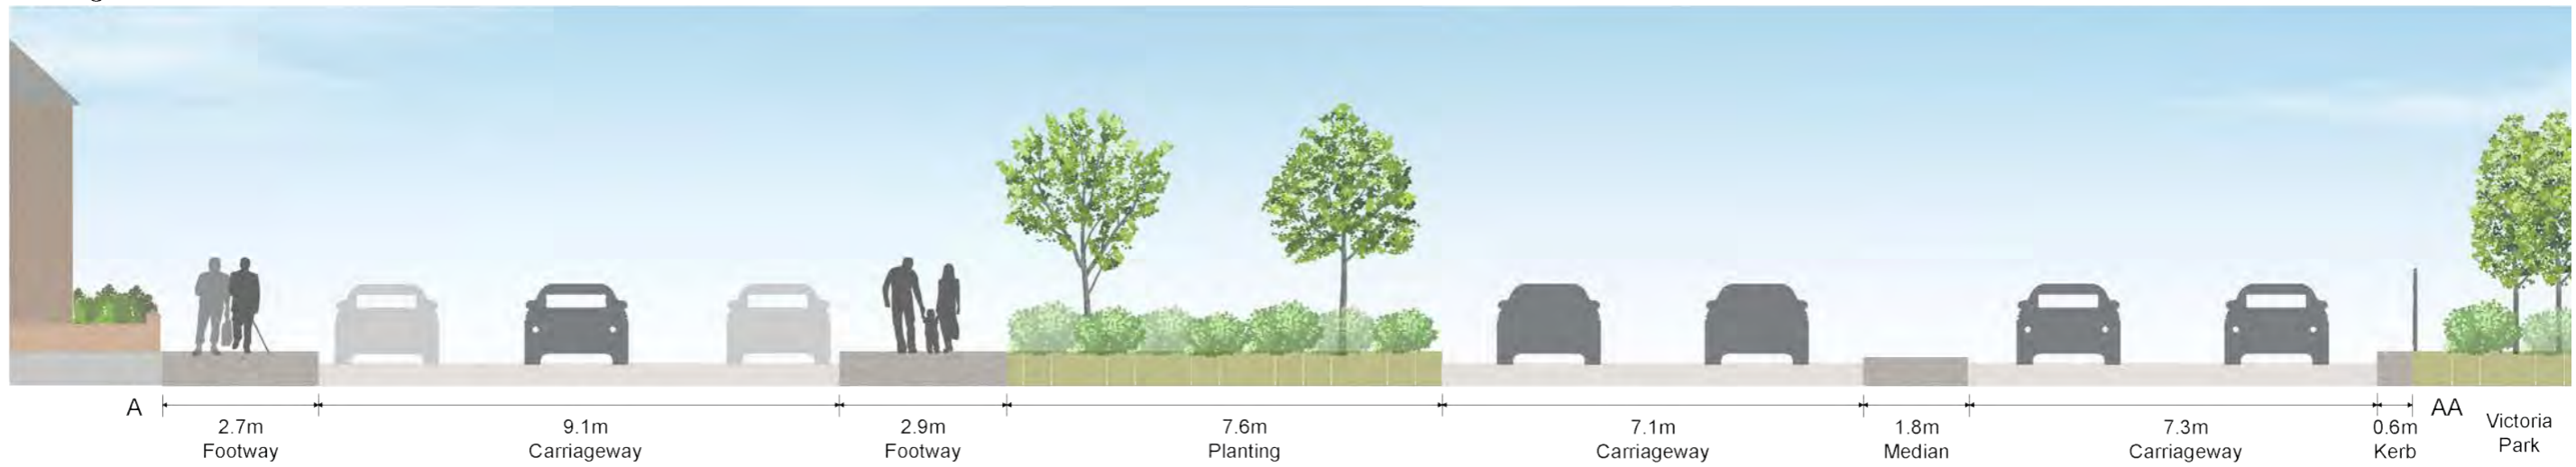 A
2.7m
Footway
9.1m
Carriageway
2.9m
Footway
7.6m
Planting
7.1m
Carriageway
1.8m
Median
7.3m
Carriageway
0.6m
Kerb
AA
Victoria
Park